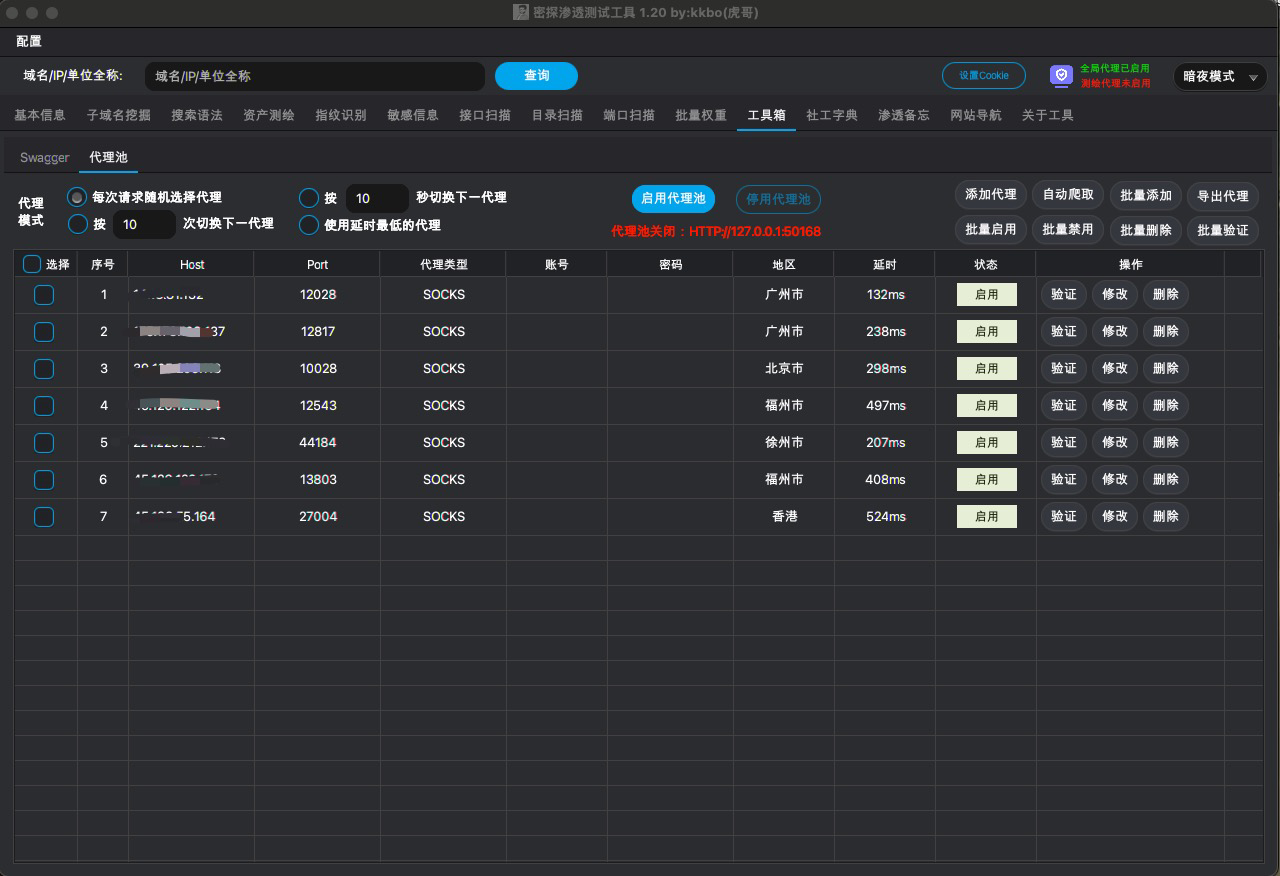 密探渗透测试工具 1.20 by:kkbo(虎哥)
配置
域名/IP/单位全称: 域名/IP/单位全称 查询 设置Cookie 全局代理已启用 测绘代理未启用 暗夜模式
基本信息 子域名挖掘 搜索语法 资产测绘 指纹识别 敏感信息 接口扫描 目录扫描 端口扫描 批量权重 工具箱 社工字典 渗透备忘 网站导航 关于工具
Swagger 代理池
代理模式
每次请求随机选择代理 按 10 秒切换下一代理 启用代理池 停用代理池 添加代理 自动爬取 批量添加 导出代理
按 10 次切换下一代理 使用延时最低的代理 代理池关闭：HTTP://127.0.0.1:50168 批量启用 批量禁用 批量删除 批量验证
选择 序号 Host Port 代理类型 账号 密码 地区 延时 状态 操作
1 12028 SOCKS 广州市 132ms 启用 验证 修改 删除
2 12817 SOCKS 广州市 238ms 启用 验证 修改 删除
3 10028 SOCKS 北京市 298ms 启用 验证 修改 删除
4 12543 SOCKS 福州市 497ms 启用 验证 修改 删除
5 44184 SOCKS 徐州市 207ms 启用 验证 修改 删除
6 13803 SOCKS 福州市 408ms 启用 验证 修改 删除
7 27004 SOCKS 香港 524ms 启用 验证 修改 删除